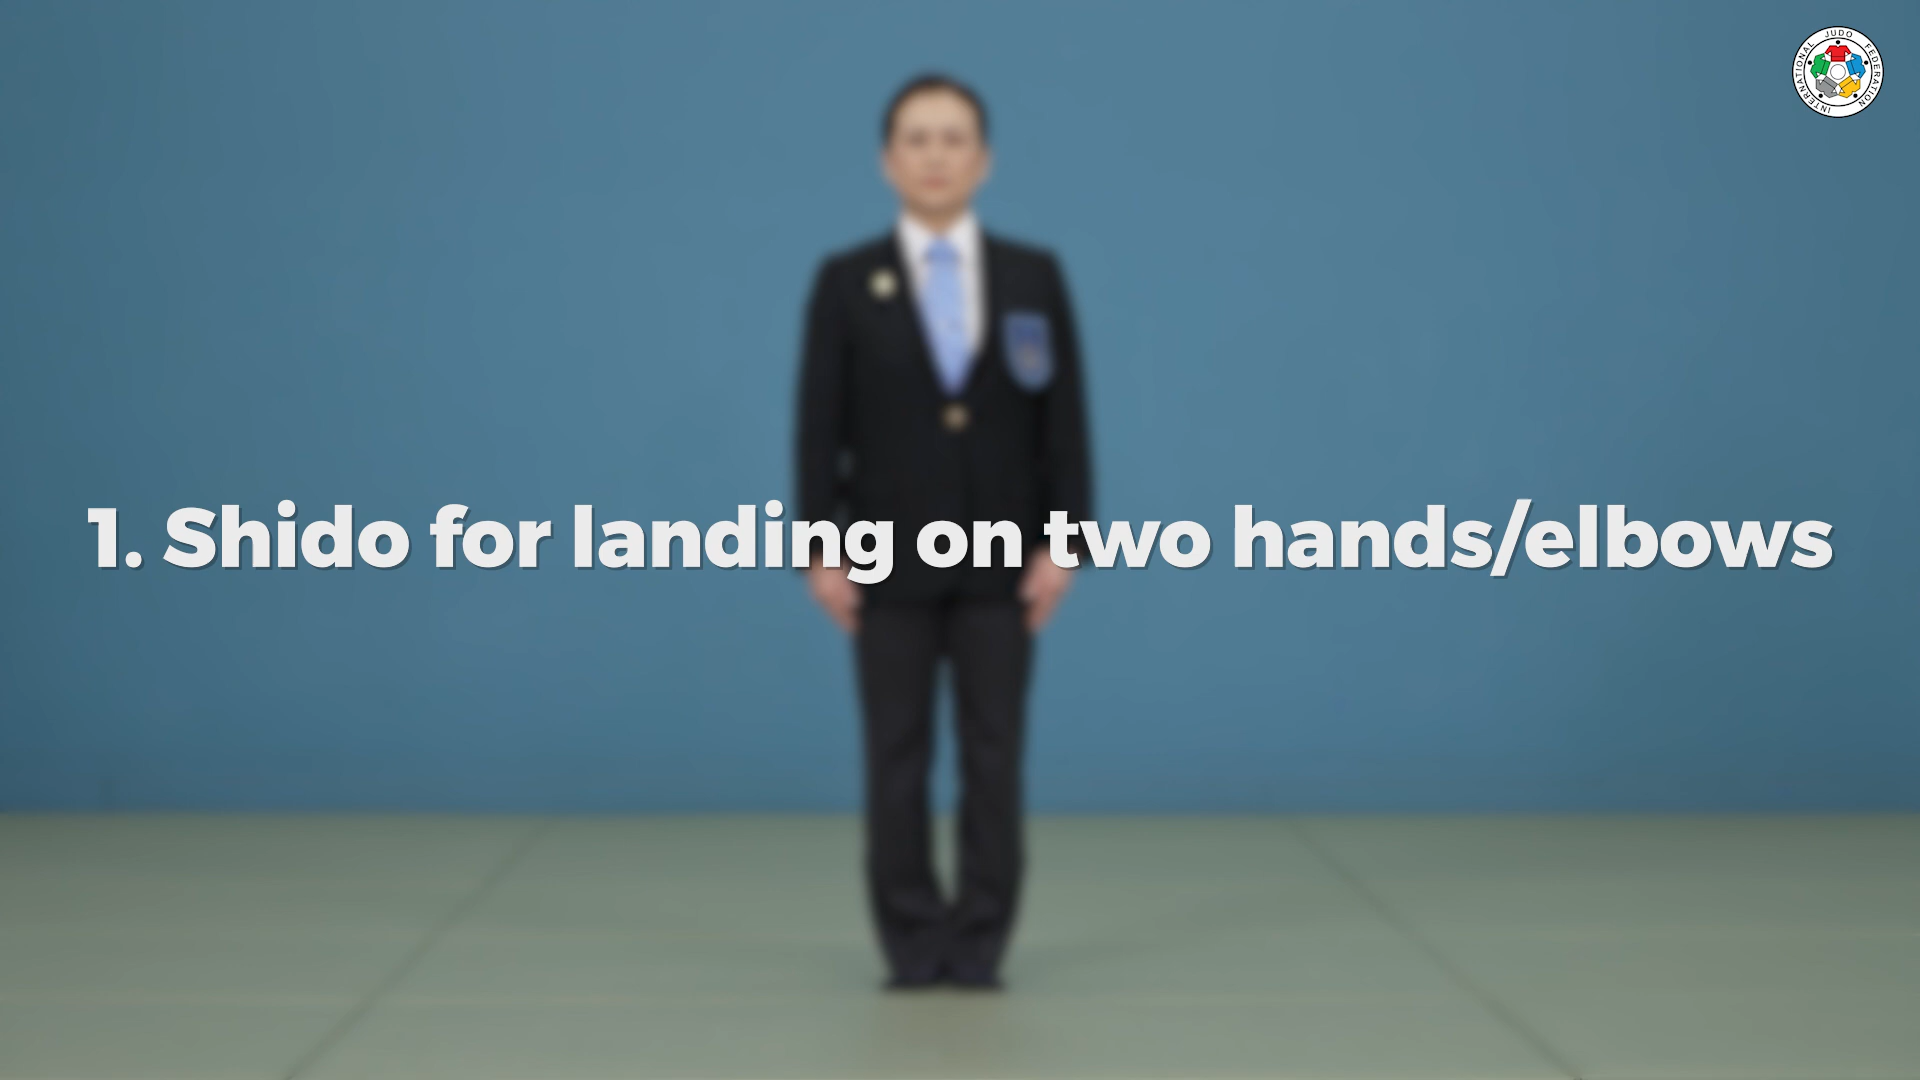 INTERNATIONAL JUDO FEDERATION
1. Shido for landing on two hands/elbows